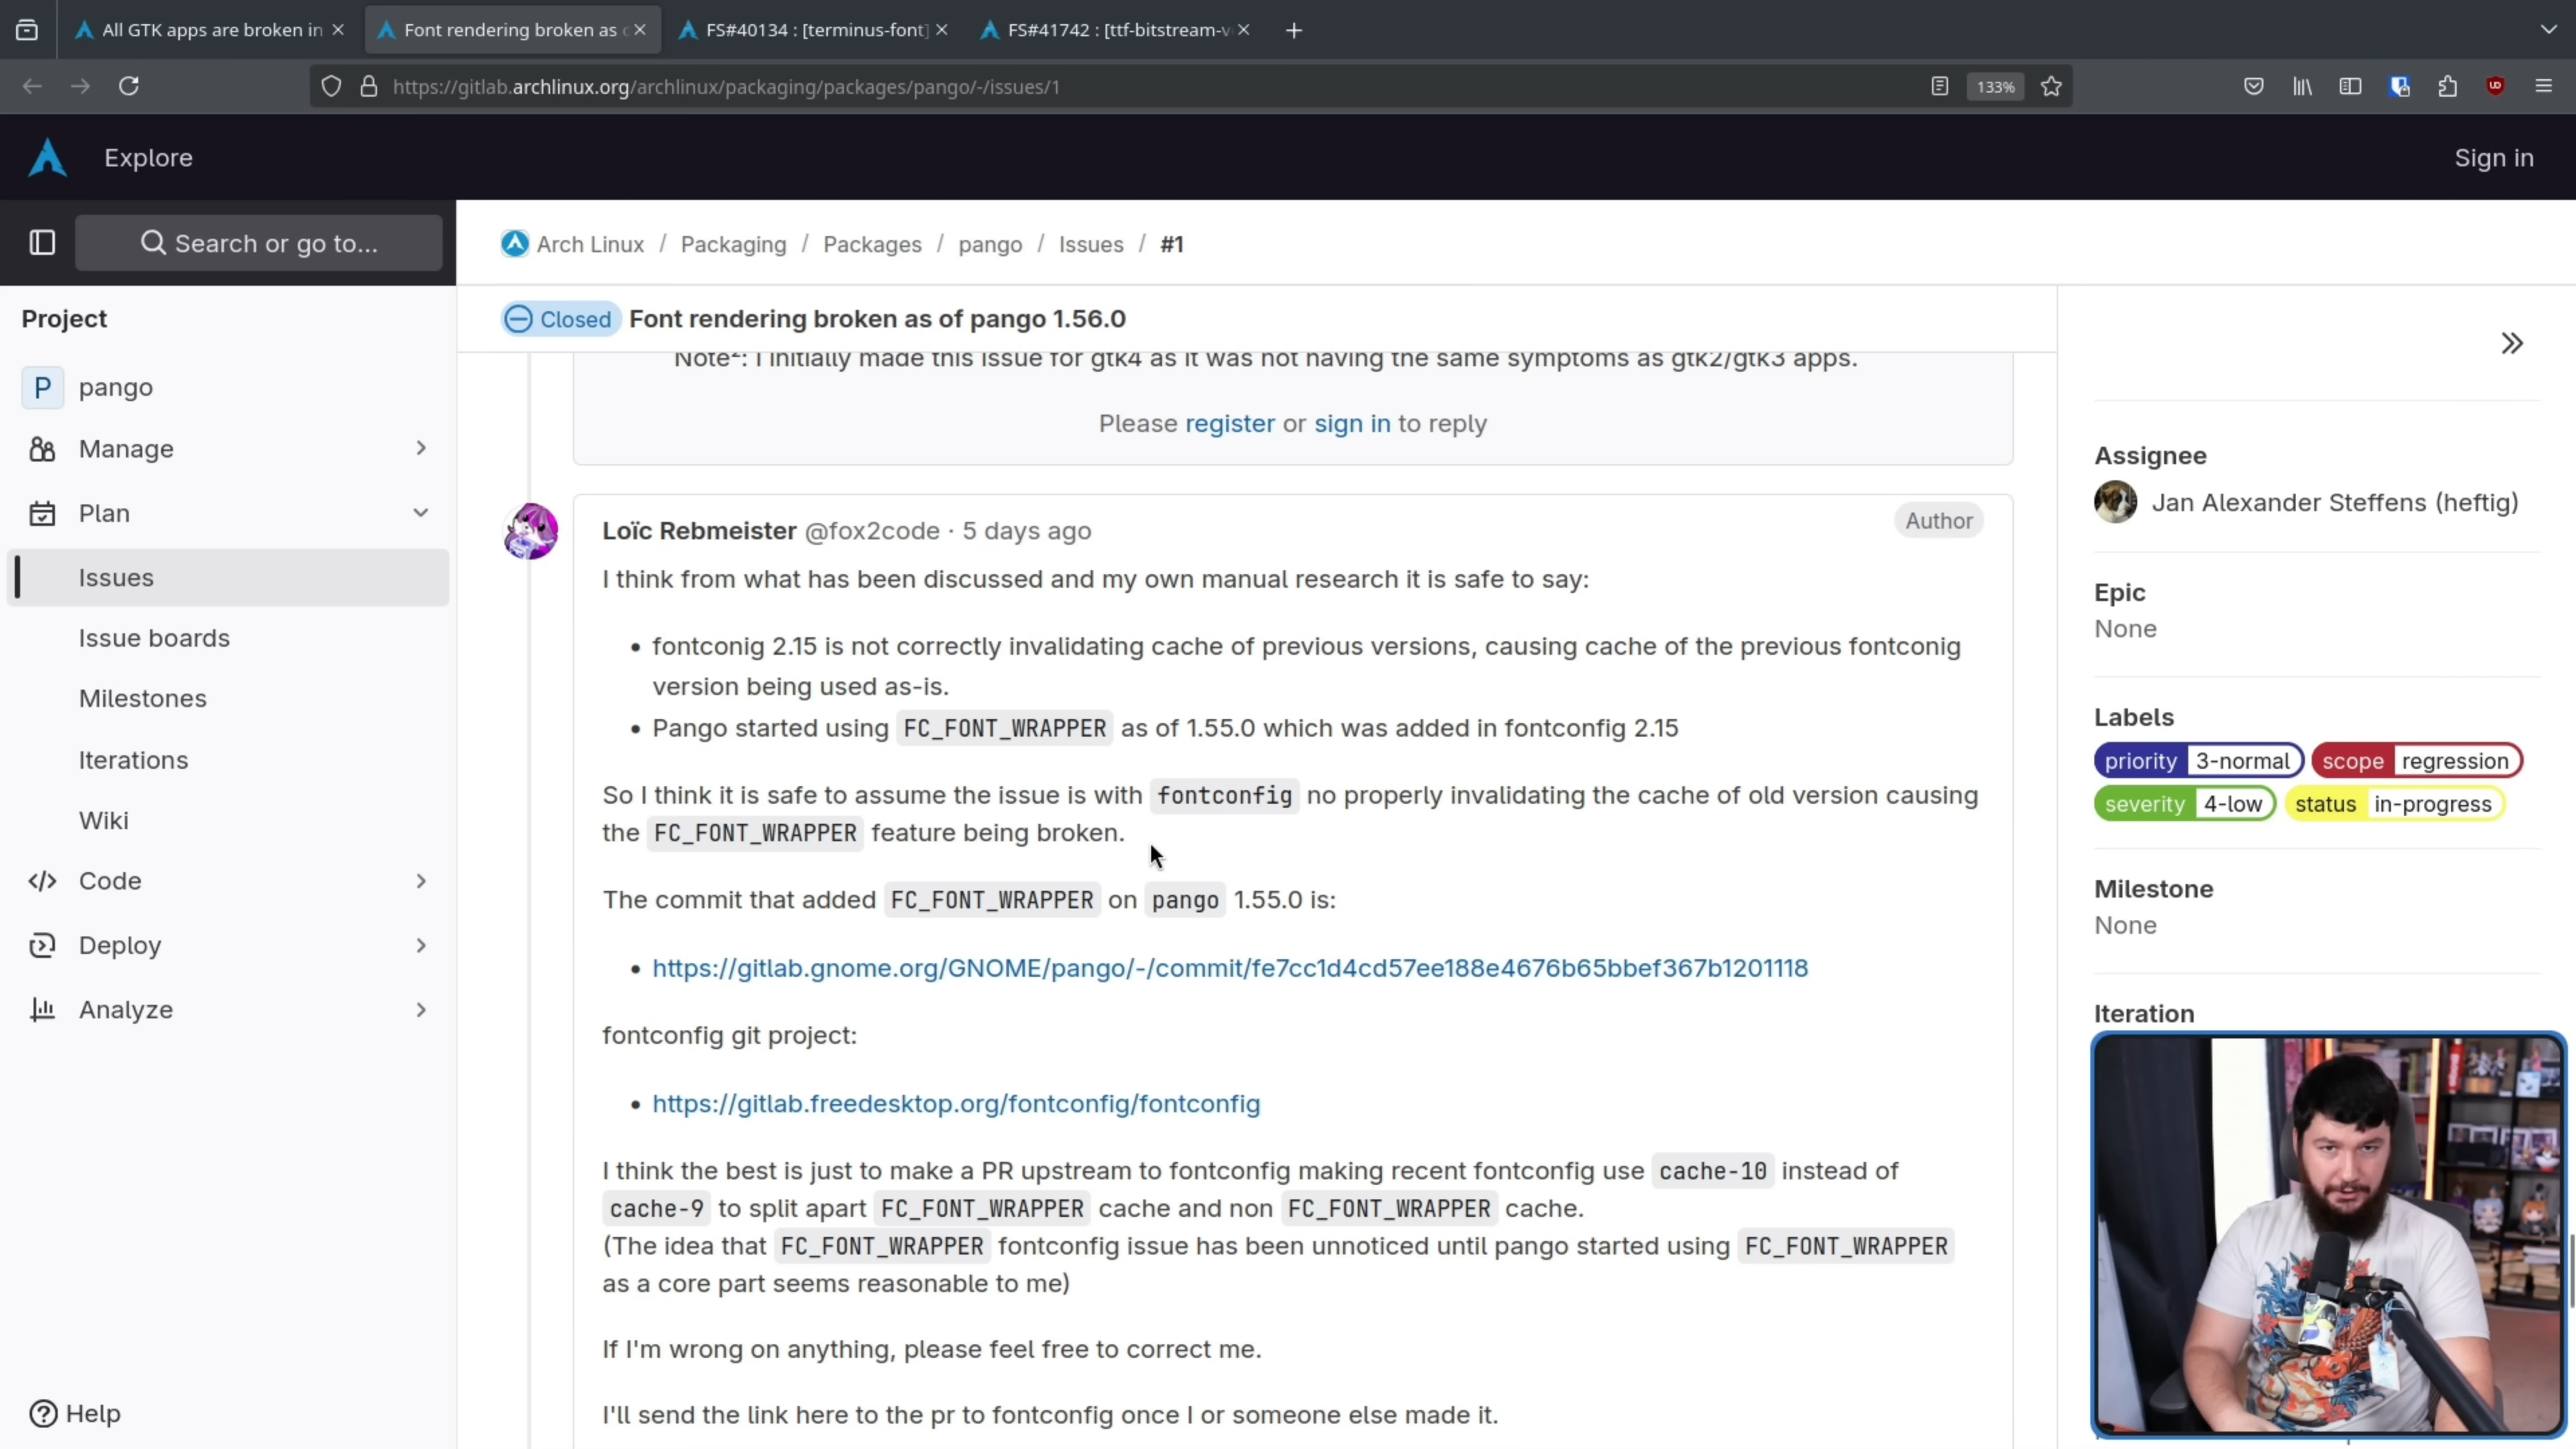 All GTK apps are broken in
Font rendering broken as o
FS#40134 : [terminus-font]
FS#41742 : [ttf-bitstream-v
https://gitlab.archlinux.org/archlinux/packaging/packages/pango/-/issues/1
133%
Explore
Sign in
Search or go to...
Arch Linux / Packaging / Packages / pango / Issues / #1
Project
P pango
Manage
Plan
Issues
Issue boards
Milestones
Iterations
Wiki
Code
Deploy
Analyze
Help
Closed Font rendering broken as of pango 1.56.0
Note²: I initially made this issue for gtk4 as it was not having the same symptoms as gtk2/gtk3 apps.
Please register or sign in to reply
Loïc Rebmeister @fox2code · 5 days ago
Author
I think from what has been discussed and my own manual research it is safe to say:
• fontconig 2.15 is not correctly invalidating cache of previous versions, causing cache of the previous fontconig
version being used as-is.
• Pango started using FC_FONT_WRAPPER as of 1.55.0 which was added in fontconfig 2.15
So I think it is safe to assume the issue is with fontconfig no properly invalidating the cache of old version causing
the FC_FONT_WRAPPER feature being broken.
The commit that added FC_FONT_WRAPPER on pango 1.55.0 is:
• https://gitlab.gnome.org/GNOME/pango/-/commit/fe7cc1d4cd57ee188e4676b65bbef367b1201118
fontconfig git project:
• https://gitlab.freedesktop.org/fontconfig/fontconfig
I think the best is just to make a PR upstream to fontconfig making recent fontconfig use cache-10 instead of
cache-9 to split apart FC_FONT_WRAPPER cache and non FC_FONT_WRAPPER cache.
(The idea that FC_FONT_WRAPPER fontconfig issue has been unnoticed until pango started using FC_FONT_WRAPPER
as a core part seems reasonable to me)
If I'm wrong on anything, please feel free to correct me.
I'll send the link here to the pr to fontconfig once I or someone else made it.
Assignee
Jan Alexander Steffens (heftig)
Epic
None
Labels
priority 3-normal scope regression
severity 4-low status in-progress
Milestone
None
Iteration